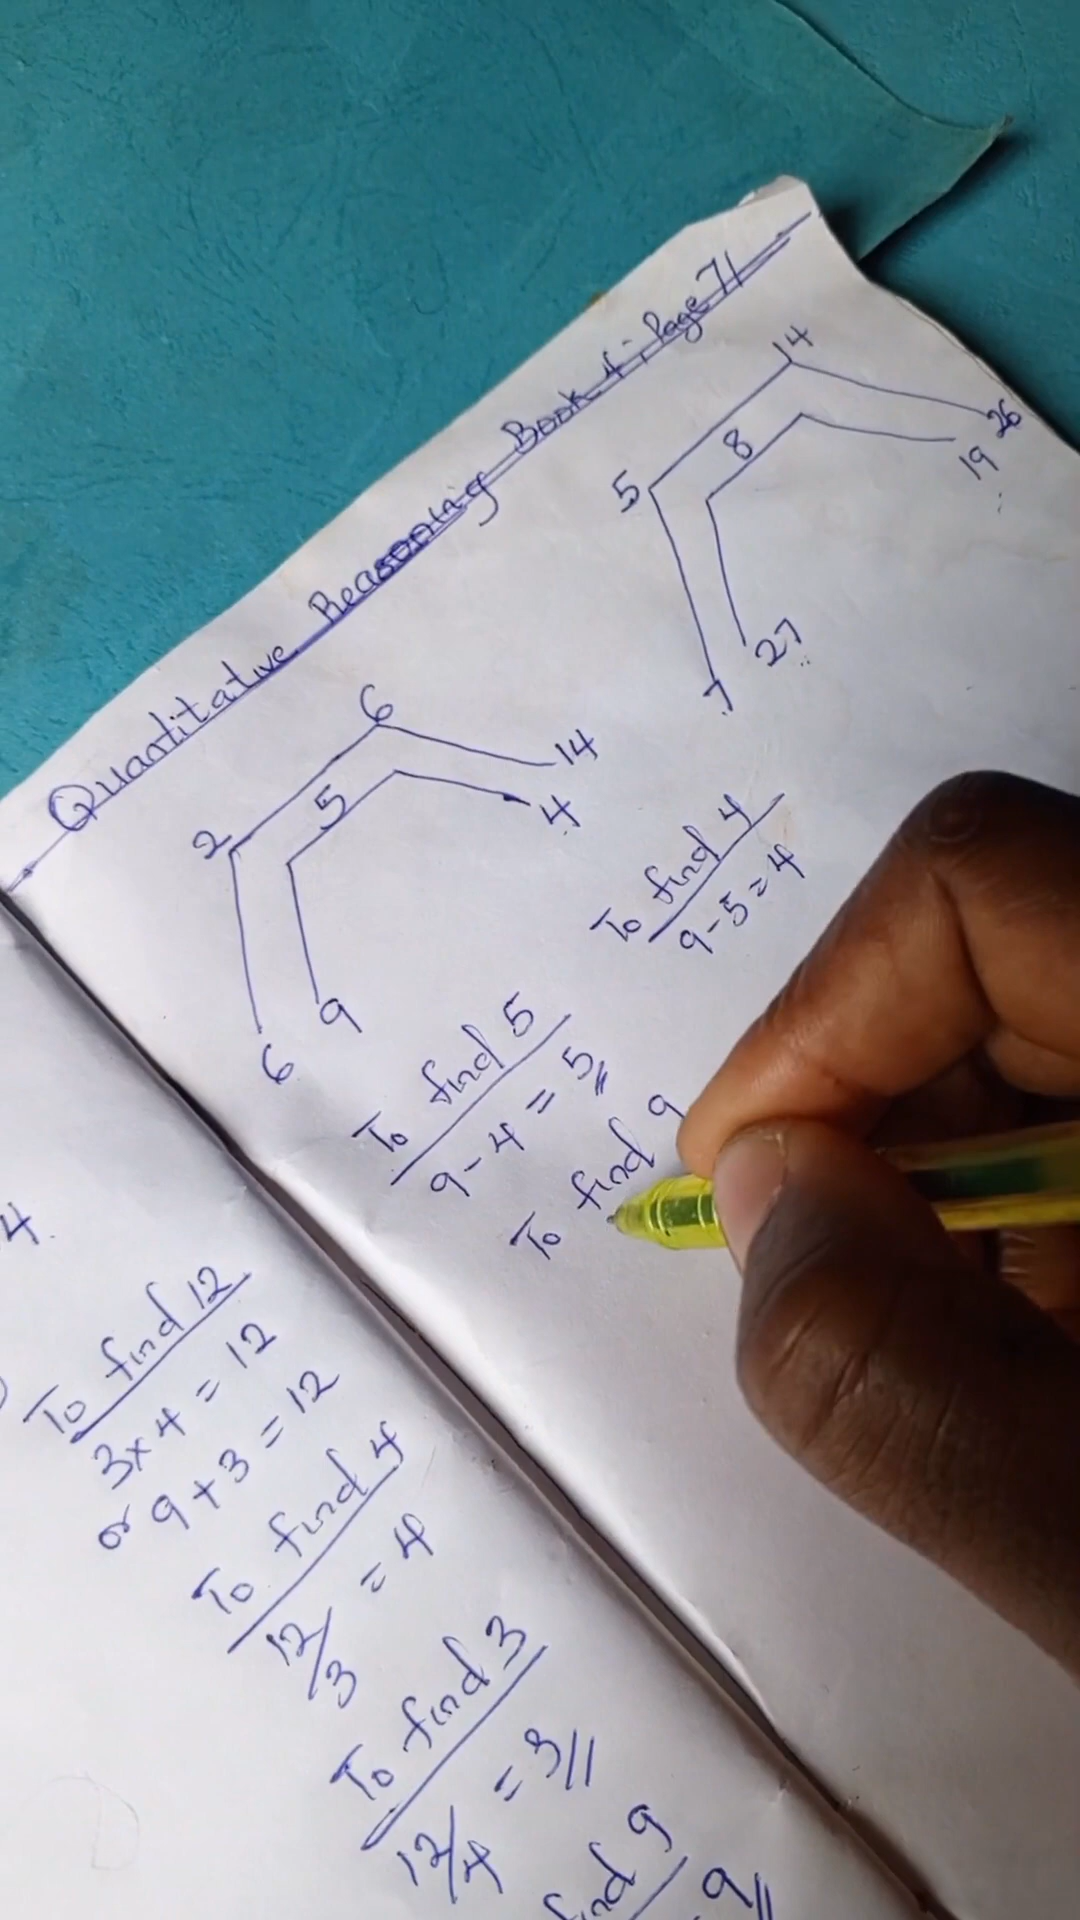 Quantitative Reasoning Book 4, Page 71
6
2
14
5
4
9
6
14
5
8
26
19
27
7
To find 4
9-5=4
To find 5
9-4=5
To find 9
4
To find 12
3x4=12
or 9+3=12
To find 4
12/3=4
To find 3
12/4=3
find 9
9